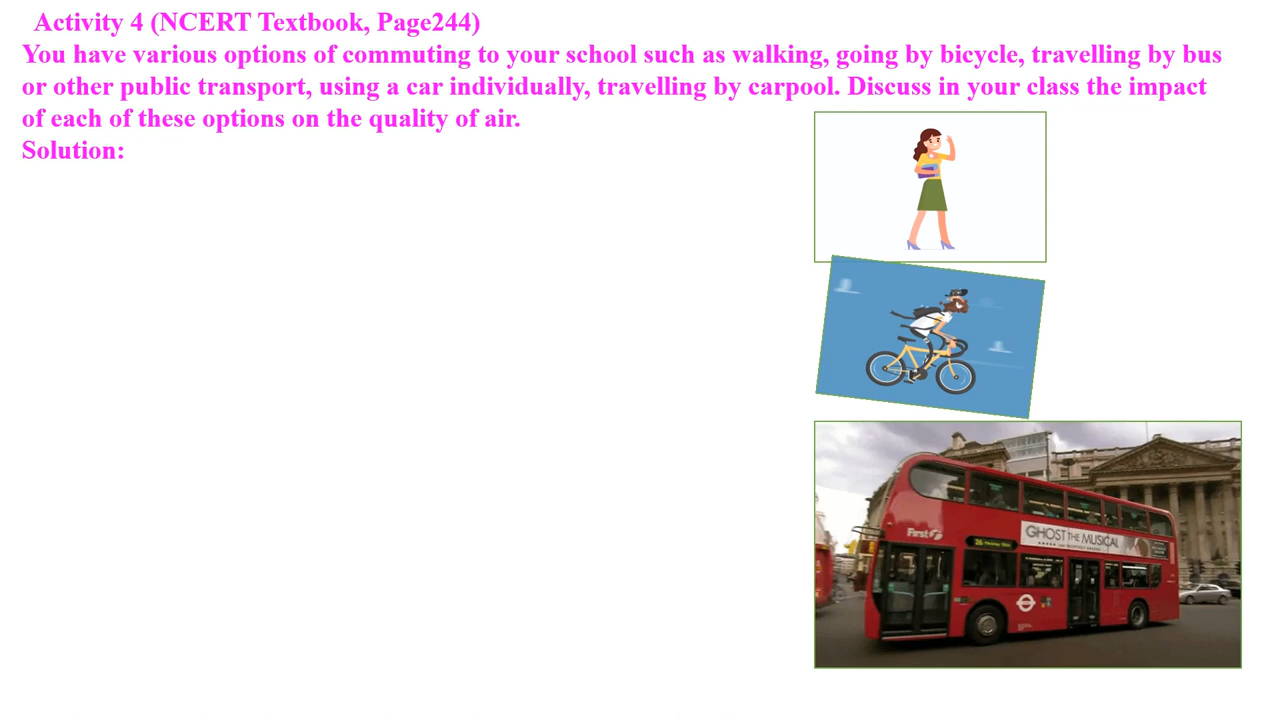 Activity 4 (NCERT Textbook, Page244)
You have various options of commuting to your school such as walking, going by bicycle, travelling by bus
or other public transport, using a car individually, travelling by carpool. Discuss in your class the impact
of each of these options on the quality of air.
Solution:
First
GHOST THE MUSICAL
26